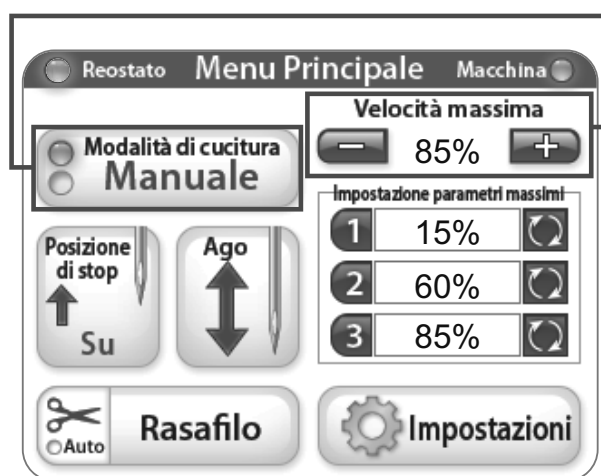 Reostato Menu Principale Macchina
Velocità massima
85%
Modalità di cucitura
Manuale
Impostazione parametri massimi
1 15%
2 60%
3 85%
Posizione
di stop
Su
Ago
Auto
Rasafilo
Impostazioni